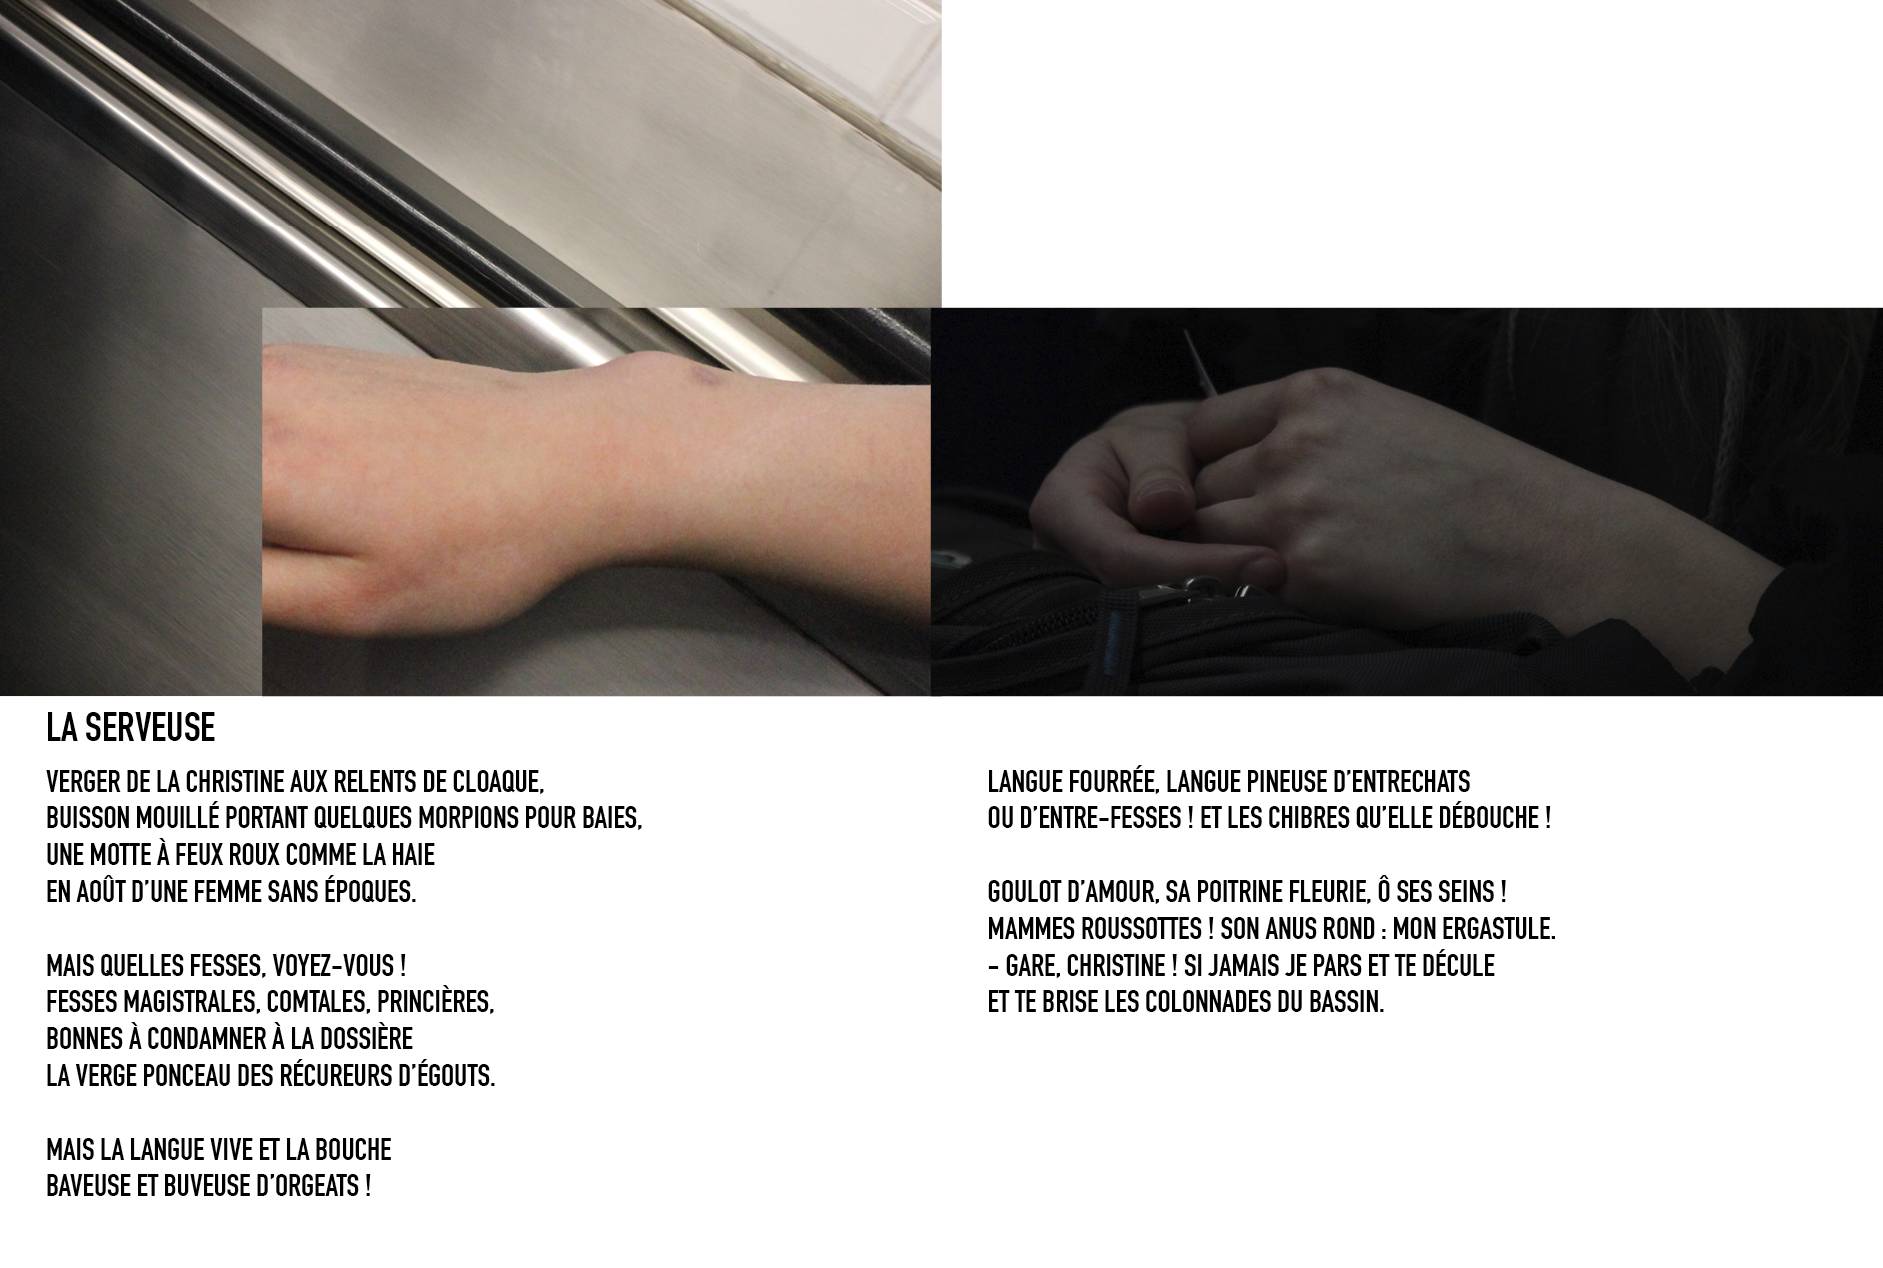 LA SERVEUSE
VERGER DE LA CHRISTINE AUX RELENTS DE CLOAQUE,
BUISSON MOUILLÉ PORTANT QUELQUES MORPIONS POUR BAIES,
UNE MOTTE À FEUX ROUX COMME LA HAIE
EN AOÛT D'UNE FEMME SANS ÉPOQUES.
MAIS QUELLES FESSES, VOYEZ-VOUS !
FESSES MAGISTRALES, COMTALES, PRINCIÈRES,
BONNES À CONDAMNER À LA DOSSIÈRE
LA VERGE PONCEAU DES RÉCUREURS D'ÉGOUTS.
MAIS LA LANGUE VIVE ET LA BOUCHE
BAVEUSE ET BUVEUSE D'ORGEATS !
LANGUE FOURRÉE, LANGUE PINEUSE D'ENTRECHATS
OU D'ENTRE-FESSES ! ET LES CHIBRES QU'ELLE DÉBOUCHE !
GOULOT D'AMOUR, SA POITRINE FLEURIE, Ô SES SEINS !
MAMMES ROUSSOTTES ! SON ANUS ROND : MON ERGASTULE.
- GARE, CHRISTINE ! SI JAMAIS JE PARS ET TE DÉCULE
ET TE BRISE LES COLONNADES DU BASSIN.